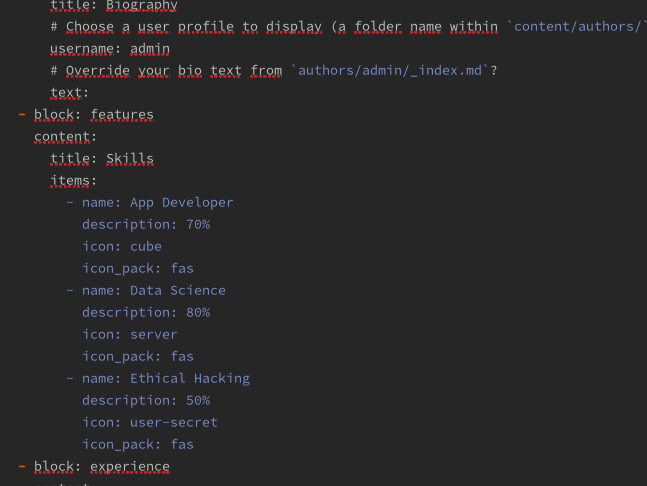 title: Biography
# Choose a user profile to display (a folder name within `content/authors/`
username: admin
# Override your bio text from `authors/admin/_index.md`?
text:
- block: features
content:
title: Skills
items:
- name: App Developer
description: 70%
icon: cube
icon_pack: fas
- name: Data Science
description: 80%
icon: server
icon_pack: fas
- name: Ethical Hacking
description: 50%
icon: user-secret
icon_pack: fas
- block: experience